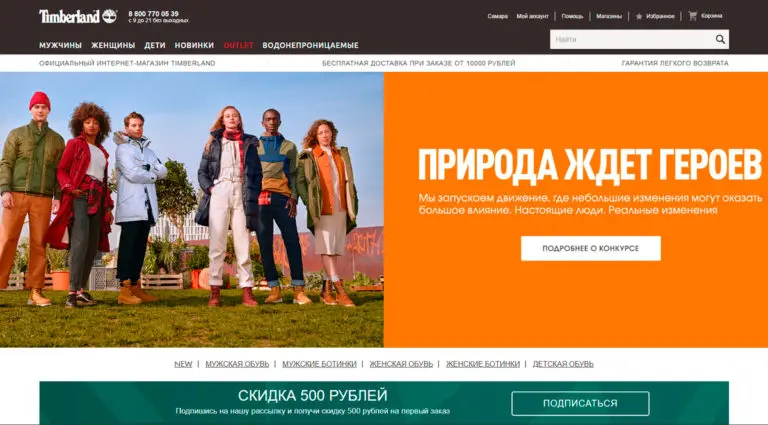 Timberland
8 800 770 05 39
с 9 до 21 без выходных
Самара Мой аккаунт | Помощь | Магазины | Избранное | Корзина
МУЖЧИНЫ ЖЕНЩИНЫ ДЕТИ НОВИНКИ OUTLET ВОДОНЕПРОНИЦАЕМЫЕ
Найти
ОФИЦИАЛЬНЫЙ ИНТЕРНЕТ-МАГАЗИН TIMBERLAND БЕСПЛАТНАЯ ДОСТАВКА ПРИ ЗАКАЗЕ ОТ 10000 РУБЛЕЙ ГАРАНТИЯ ЛЕГКОГО ВОЗВРАТА
ПРИРОДА ЖДЕТ ГЕРОЕВ
Мы запускаем движение, где небольшие изменения могут оказать
большое влияние. Настоящие люди. Реальные изменения
ПОДРОБНЕЕ О КОНКУРСЕ
NEW | МУЖСКАЯ ОБУВЬ | МУЖСКИЕ БОТИНКИ | ЖЕНСКАЯ ОБУВЬ | ЖЕНСКИЕ БОТИНКИ | ДЕТСКАЯ ОБУВЬ
СКИДКА 500 РУБЛЕЙ
Подпишись на нашу рассылку и получи скидку 500 рублей на первый заказ
ПОДПИСАТЬСЯ